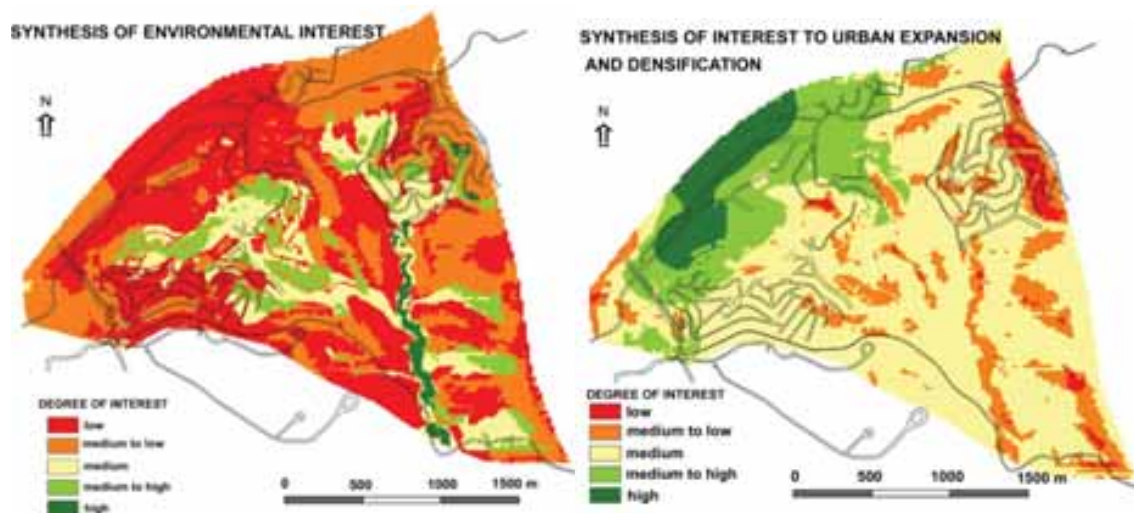 SYNTHESIS OF ENVIRONMENTAL INTEREST
N
DEGREE OF INTEREST
low
medium to low
medium
medium to high
high
0 500 1000 1500 m
SYNTHESIS OF INTEREST TO URBAN EXPANSION
AND DENSIFICATION
N
DEGREE OF INTEREST
low
medium to low
medium
medium to high
high
0 500 1000 1500 m